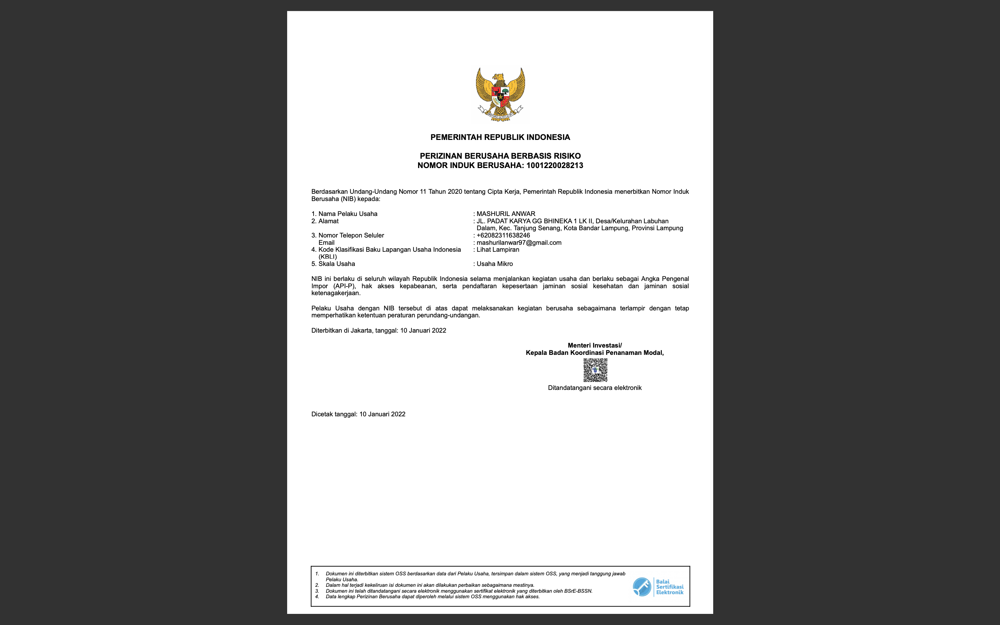 PEMERINTAH REPUBLIK INDONESIA
PERIZINAN BERUSAHA BERBASIS RISIKO
NOMOR INDUK BERUSAHA: 1001220028213
Berdasarkan Undang-Undang Nomor 11 Tahun 2020 tentang Cipta Kerja, Pemerintah Republik Indonesia menerbitkan Nomor Induk
Berusaha (NIB) kepada:
1. Nama Pelaku Usaha : MASHURIL ANWAR
2. Alamat : JL. PADAT KARYA GG BHINEKA 1 LK II, Desa/Kelurahan Labuhan
Dalam, Kec. Tanjung Senang, Kota Bandar Lampung, Provinsi Lampung
3. Nomor Telepon Seluler : +62082311638246
Email : mashurilanwar97@gmail.com
4. Kode Klasifikasi Baku Lapangan Usaha Indonesia : Lihat Lampiran
(KBLI)
5. Skala Usaha : Usaha Mikro
NIB ini berlaku di seluruh wilayah Republik Indonesia selama menjalankan kegiatan usaha dan berlaku sebagai Angka Pengenal
Impor (API-P), hak akses kepabeanan, serta pendaftaran kepesertaan jaminan sosial kesehatan dan jaminan sosial
ketenagakerjaan.
Pelaku Usaha dengan NIB tersebut di atas dapat melaksanakan kegiatan berusaha sebagaimana terlampir dengan tetap
memperhatikan ketentuan peraturan perundang-undangan.
Diterbitkan di Jakarta, tanggal: 10 Januari 2022
Menteri Investasi/
Kepala Badan Koordinasi Penanaman Modal,
Ditandatangani secara elektronik
Dicetak tanggal: 10 Januari 2022
1. Dokumen ini diterbitkan sistem OSS berdasarkan data dari Pelaku Usaha, tersimpan dalam sistem OSS, yang menjadi tanggung jawab
Pelaku Usaha.
2. Dalam hal terjadi kekeliruan isi dokumen ini akan dilakukan perbaikan sebagaimana mestinya.
3. Dokumen ini telah ditandatangani secara elektronik menggunakan sertifikat elektronik yang diterbitkan oleh BSrE-BSSN.
4. Data lengkap Perizinan Berusaha dapat diperoleh melalui sistem OSS menggunakan hak akses.
Balai
Sertifikasi
Elektronik